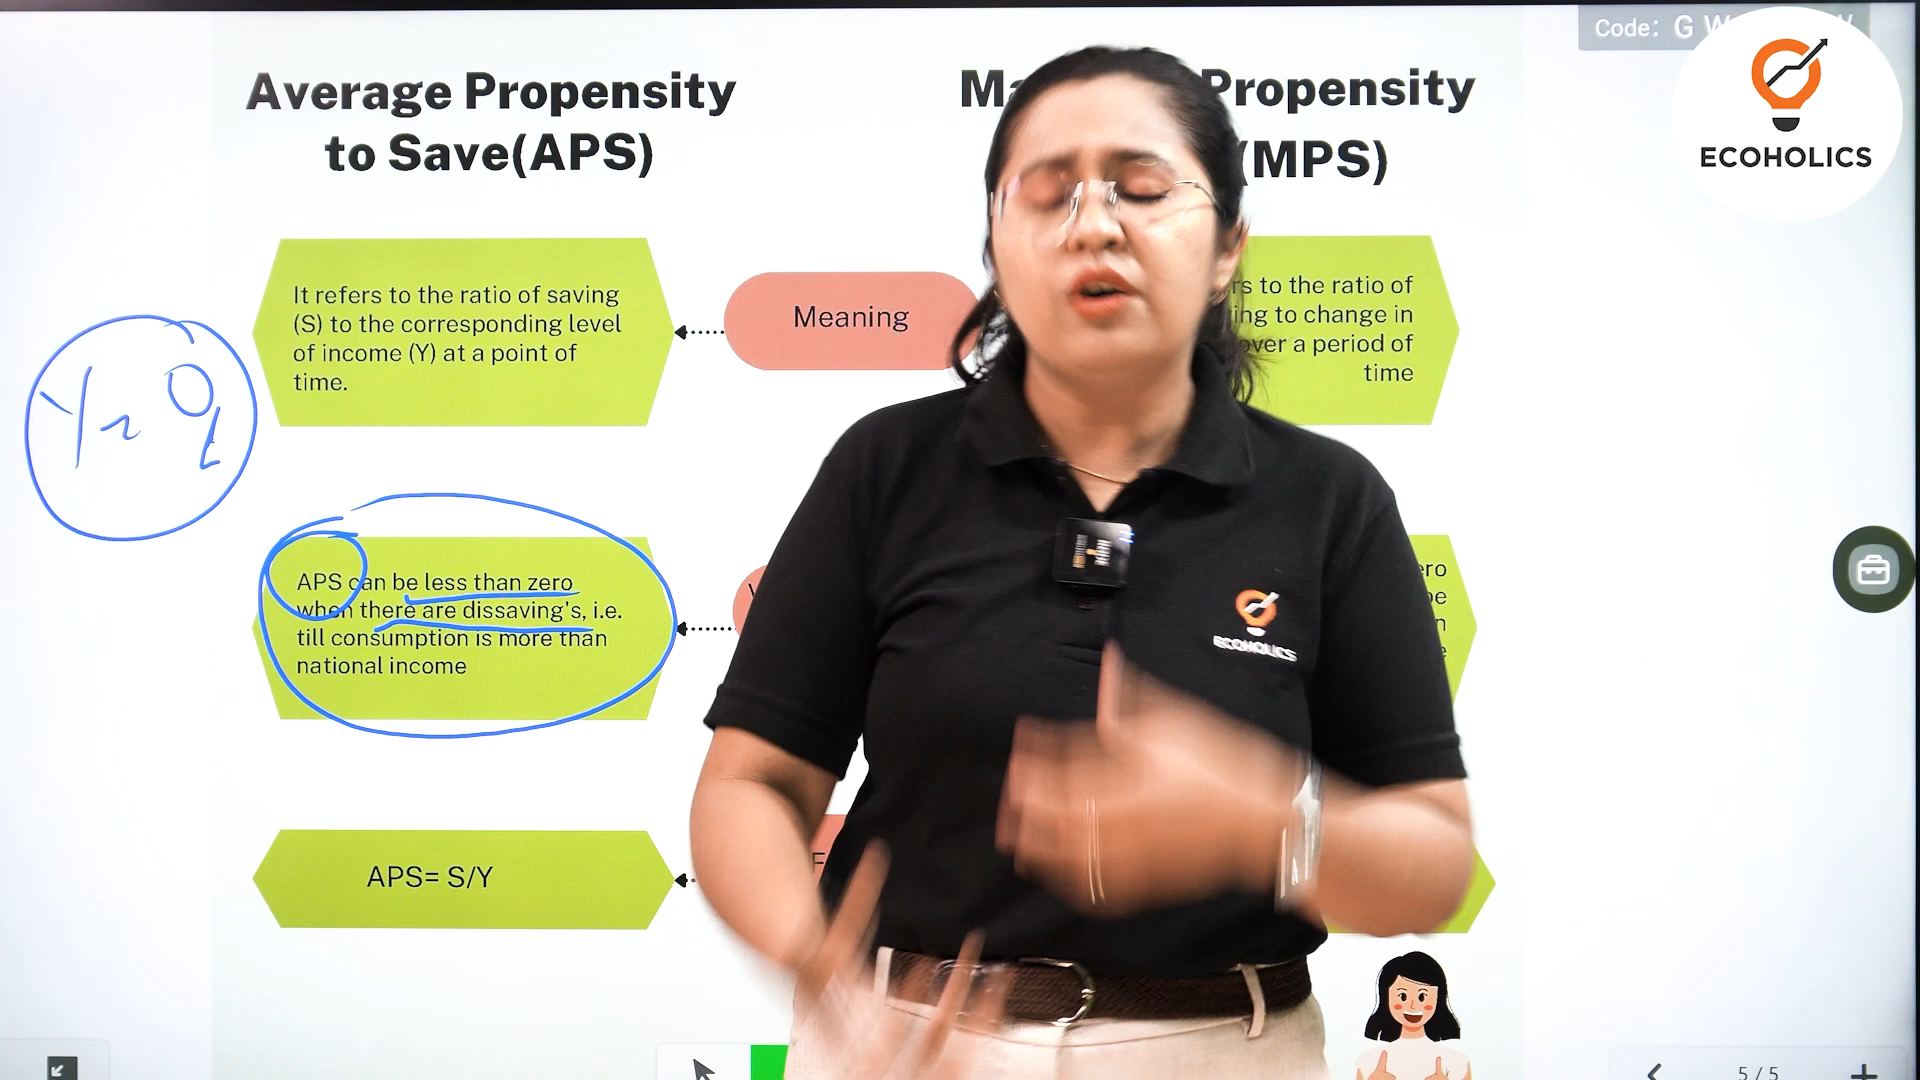 Code: G
ECOHOLICS
Average Propensity
to Save(APS)
Propensity
(MPS)
It refers to the ratio of saving
(S) to the corresponding level
of income (Y) at a point of
time.
Meaning
to the ratio of
to change in
over a period of
time
Y = 0
APS can be less than zero
when there are dissaving's, i.e.
till consumption is more than
national income
APS= S/Y
ECOHOLICS
5 / 5